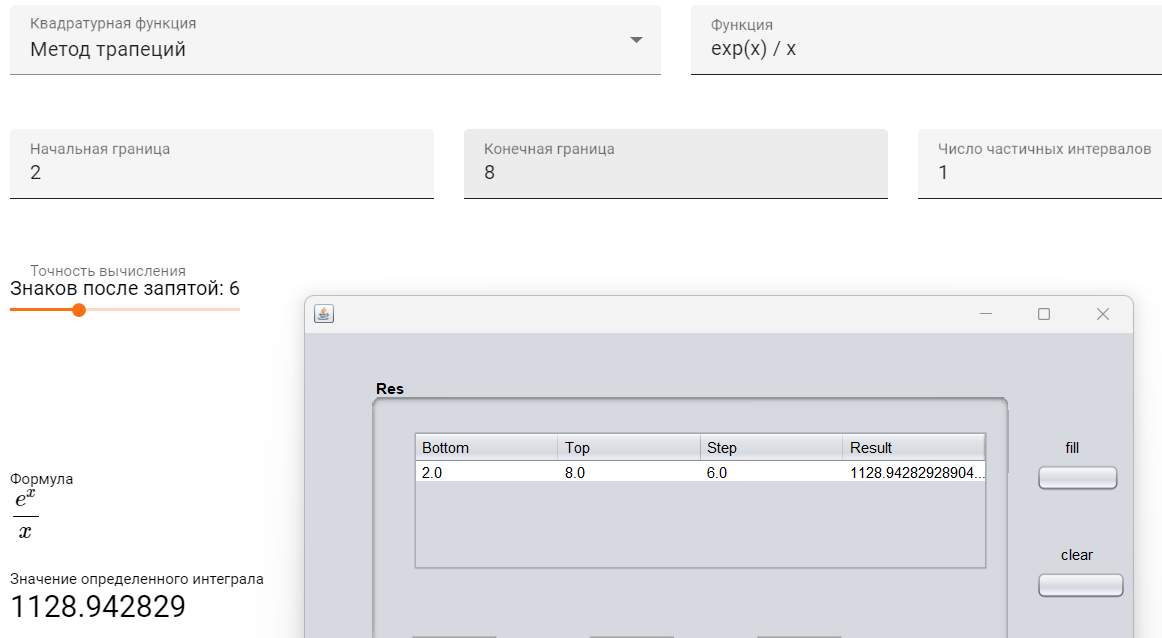 Квадратурная функция
Метод трапеций
Функция
exp(x) / x
Начальная граница
2
Конечная граница
8
Число частичных интервалов
1
Точность вычисления
Знаков после запятой: 6
Res
Bottom Top Step Result
2.0 8.0 6.0 1128.94282928904...
fill
clear
Формула
e^x
x
Значение определенного интеграла
1128.942829